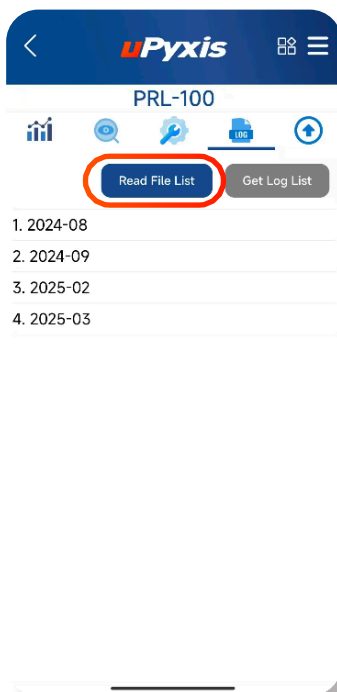 uPyxis
PRL-100
LOG
Read File List
Get Log List
1. 2024-08
2. 2024-09
3. 2025-02
4. 2025-03